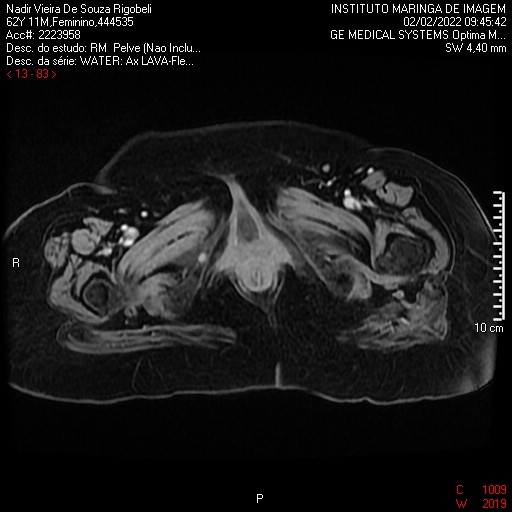 Nadir Vieira De Souza Rigobeli
62Y 11M,Feminino,444535
Acc#: 2223958
Desc. do estudo: RM Pelve (Nao Inclu...
Desc. da série: WATER: Ax LAVA-Fle...
< 13 - 83 >
INSTITUTO MARINGA DE IMAGEM
02/02/2022 09:45:42
GE MEDICAL SYSTEMS Optima M...
SW 4,40 mm
R
10 cm
P
C 1009
W 2019